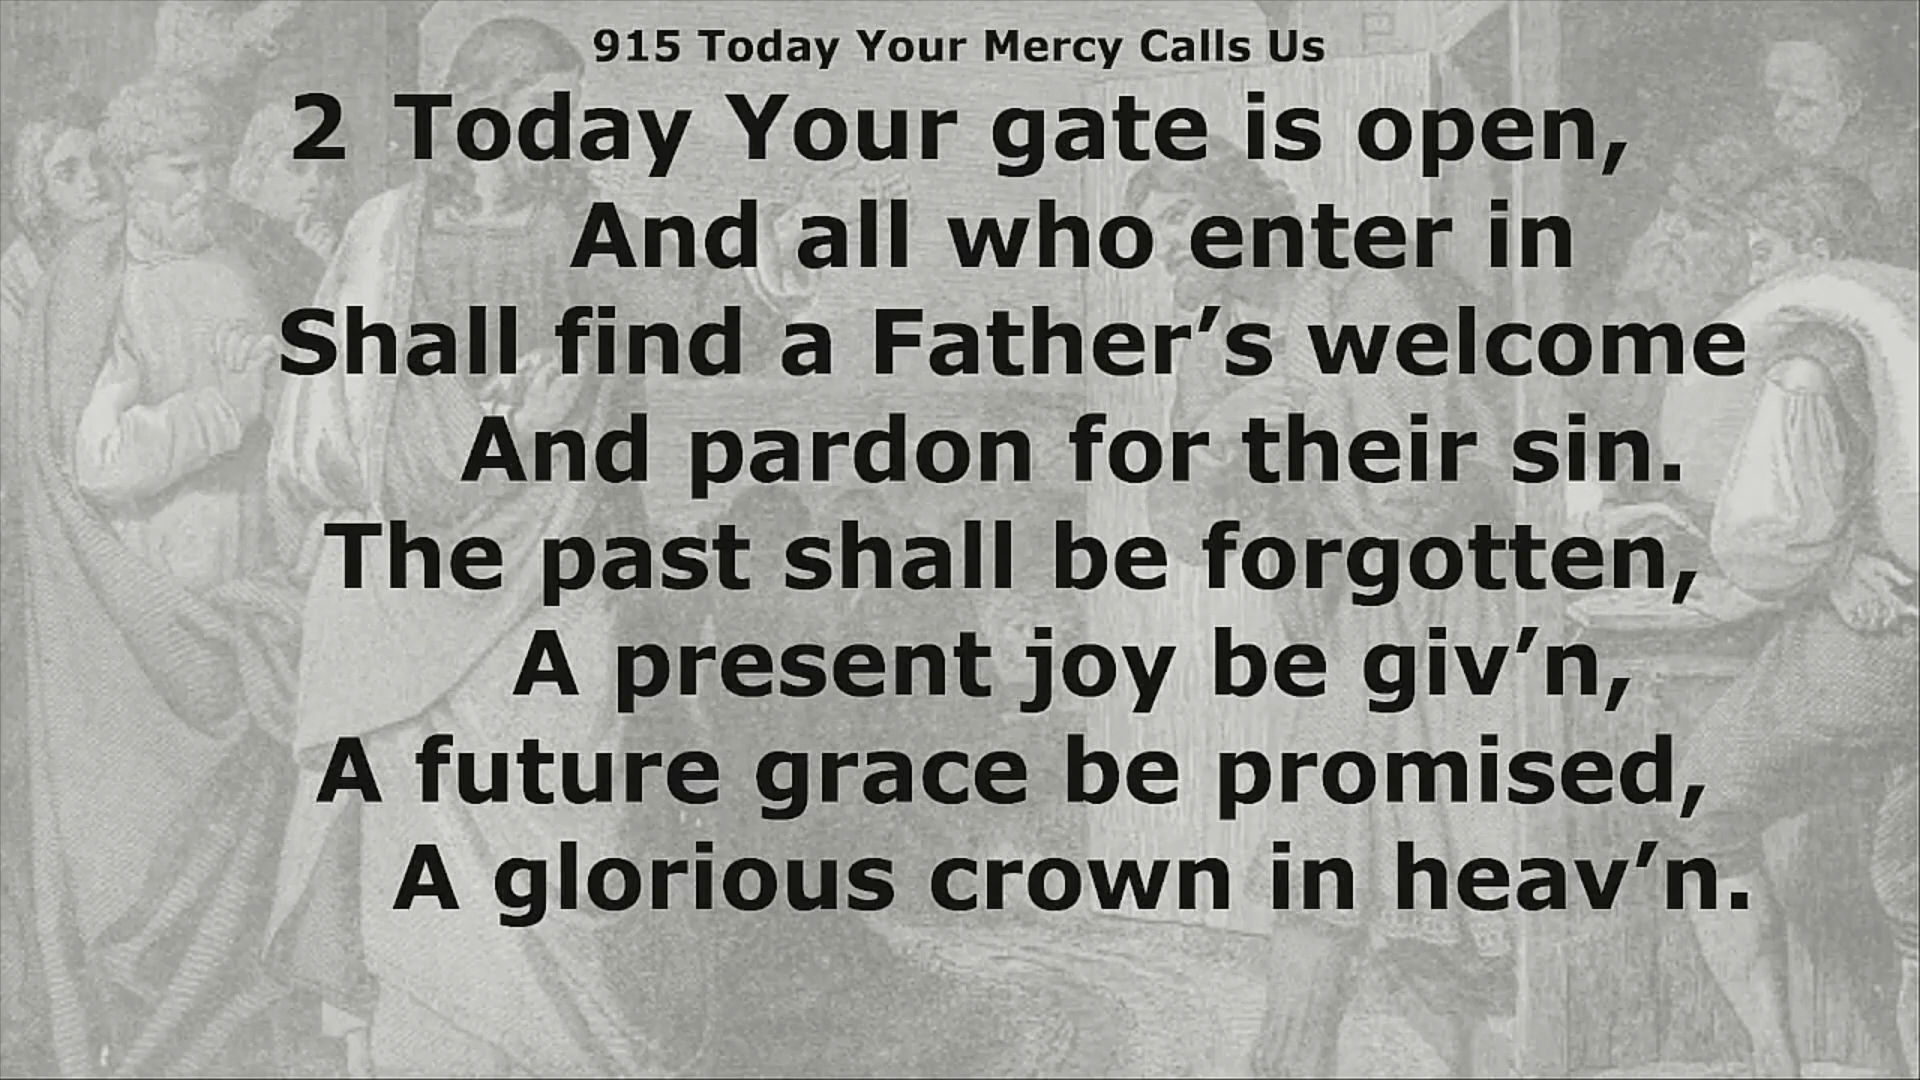 915 Today Your Mercy Calls Us
2 Today Your gate is open,
And all who enter in
Shall find a Father’s welcome
And pardon for their sin.
The past shall be forgotten,
A present joy be giv’n,
A future grace be promised,
A glorious crown in heav’n.